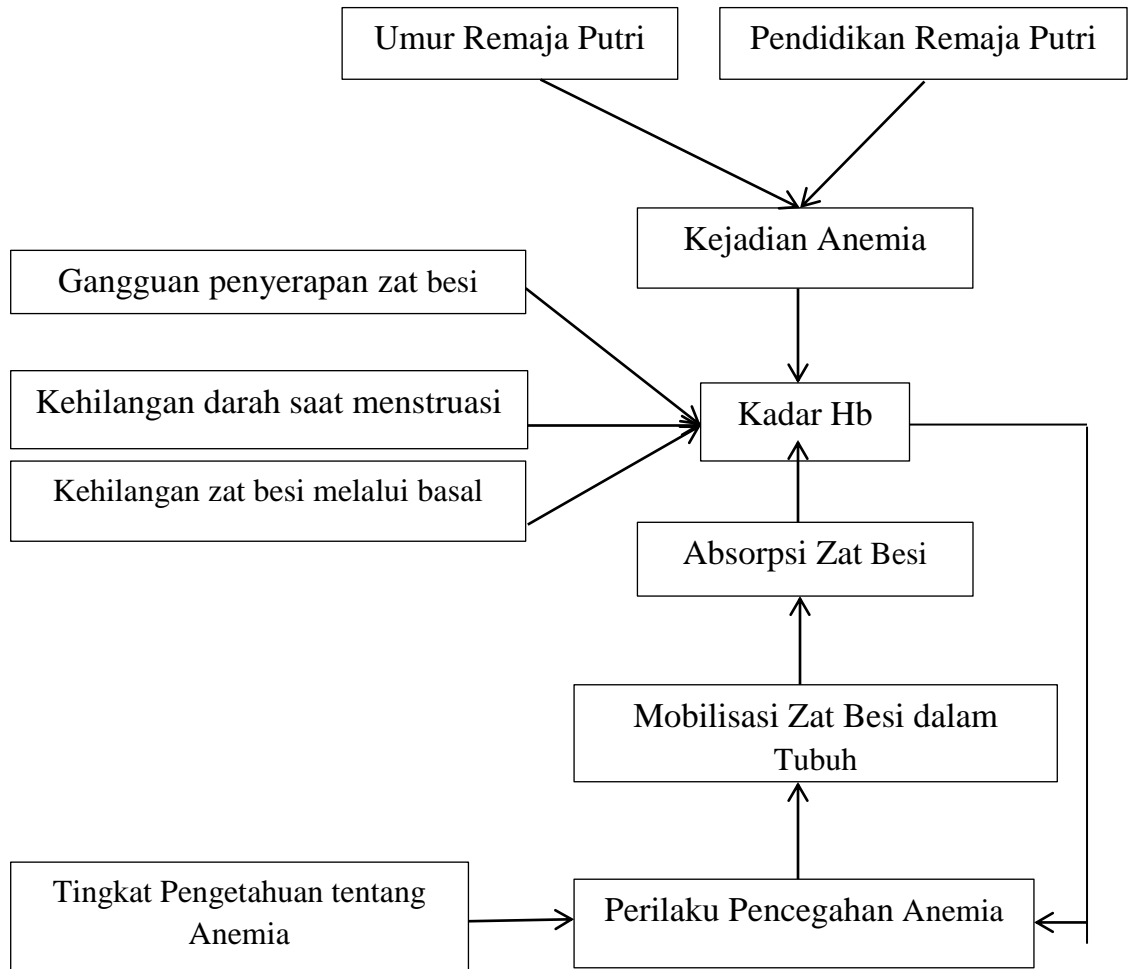 Umur Remaja Putri
Pendidikan Remaja Putri
Kejadian Anemia
Gangguan penyerapan zat besi
Kehilangan darah saat menstruasi
Kadar Hb
Kehilangan zat besi melalui basal
Absorpsi Zat Besi
Mobilisasi Zat Besi dalam
Tubuh
Tingkat Pengetahuan tentang
Anemia
Perilaku Pencegahan Anemia